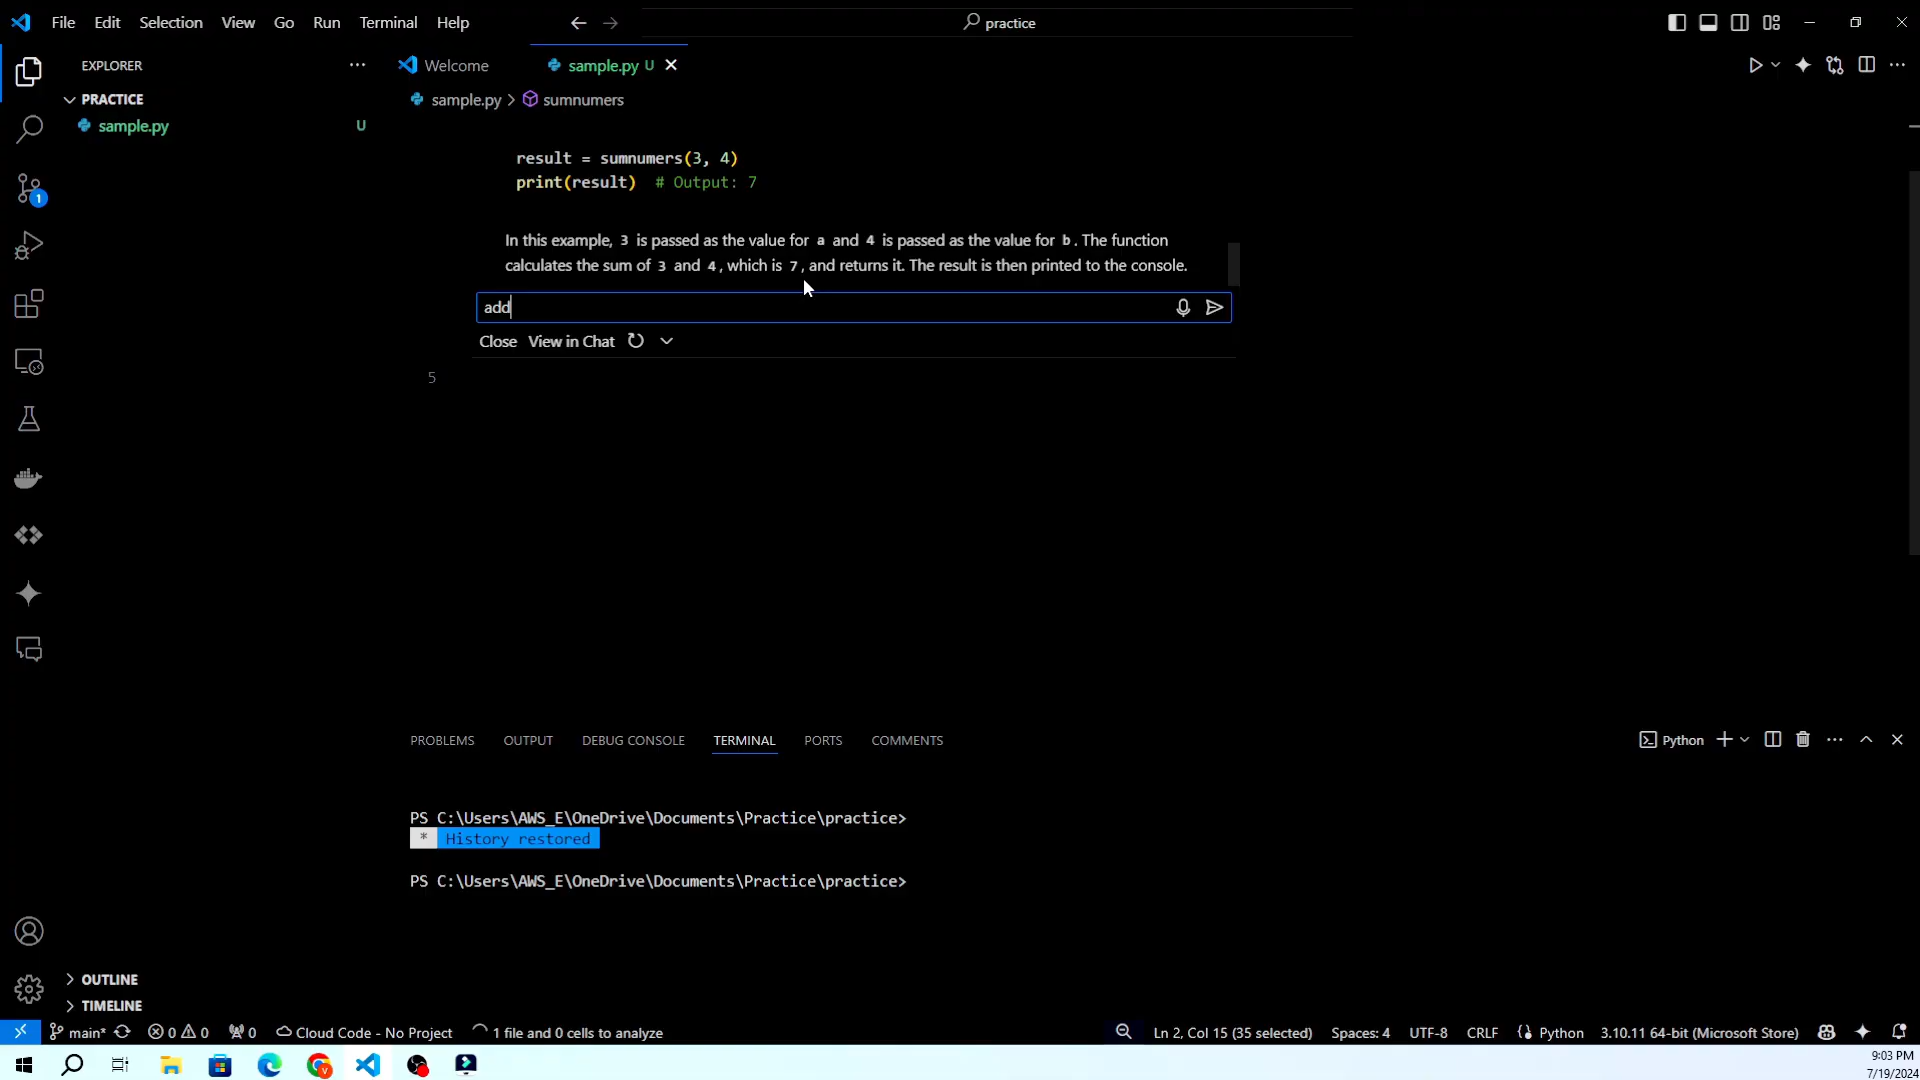 File Edit Selection View Go Run Terminal Help
practice
EXPLORER
Welcome
sample.py U
PRACTICE
sample.py > sumnumers
sample.py U
result = sumnumers(3, 4)
print(result) # Output: 7
In this example, 3 is passed as the value for a and 4 is passed as the value for b. The function
calculates the sum of 3 and 4, which is 7, and returns it. The result is then printed to the console.
add
Close View in Chat
5
1
PROBLEMS OUTPUT DEBUG CONSOLE TERMINAL PORTS COMMENTS
Python
PS C:\Users\AWS_E\OneDrive\Documents\Practice\practice>
* History restored
PS C:\Users\AWS_E\OneDrive\Documents\Practice\practice>
OUTLINE
TIMELINE
main* 0 0 0 Cloud Code - No Project 1 file and 0 cells to analyze
Ln 2, Col 15 (35 selected) Spaces: 4 UTF-8 CRLF Python 3.10.11 64-bit (Microsoft Store)
9:03 PM
7/19/2024